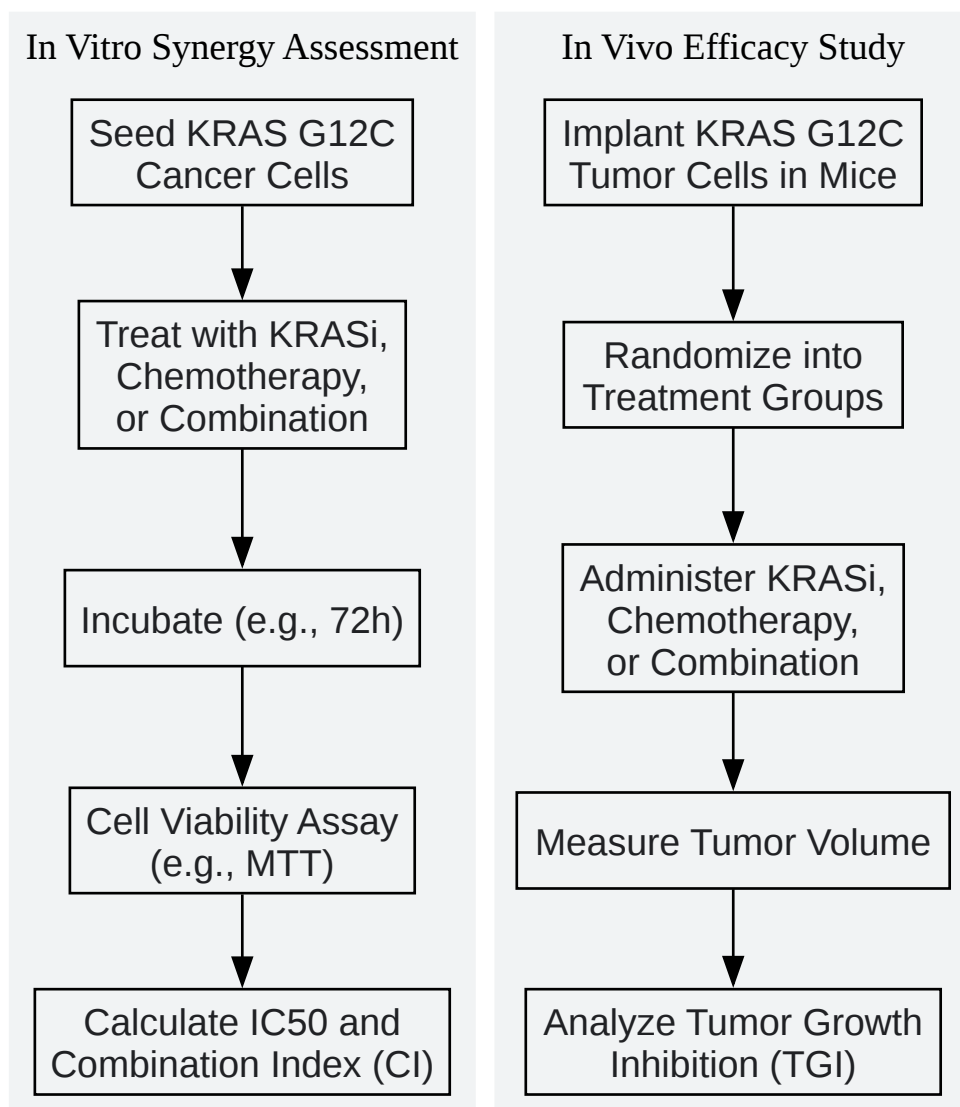 In Vitro Synergy Assessment
Seed KRAS G12C
Cancer Cells
Treat with KRASi,
Chemotherapy,
or Combination
Incubate (e.g., 72h)
Cell Viability Assay
(e.g., MTT)
Calculate IC50 and
Combination Index (CI)
In Vivo Efficacy Study
Implant KRAS G12C
Tumor Cells in Mice
Randomize into
Treatment Groups
Administer KRASi,
Chemotherapy,
or Combination
Measure Tumor Volume
Analyze Tumor Growth
Inhibition (TGI)